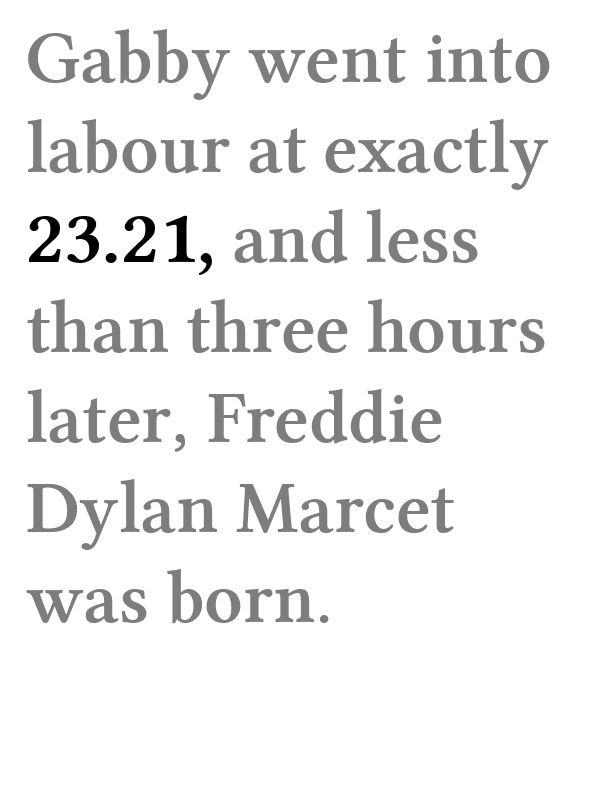 Gabby went into
labour at exactly
23.21, and less
than three hours
later, Freddie
Dylan Marcet
was born.